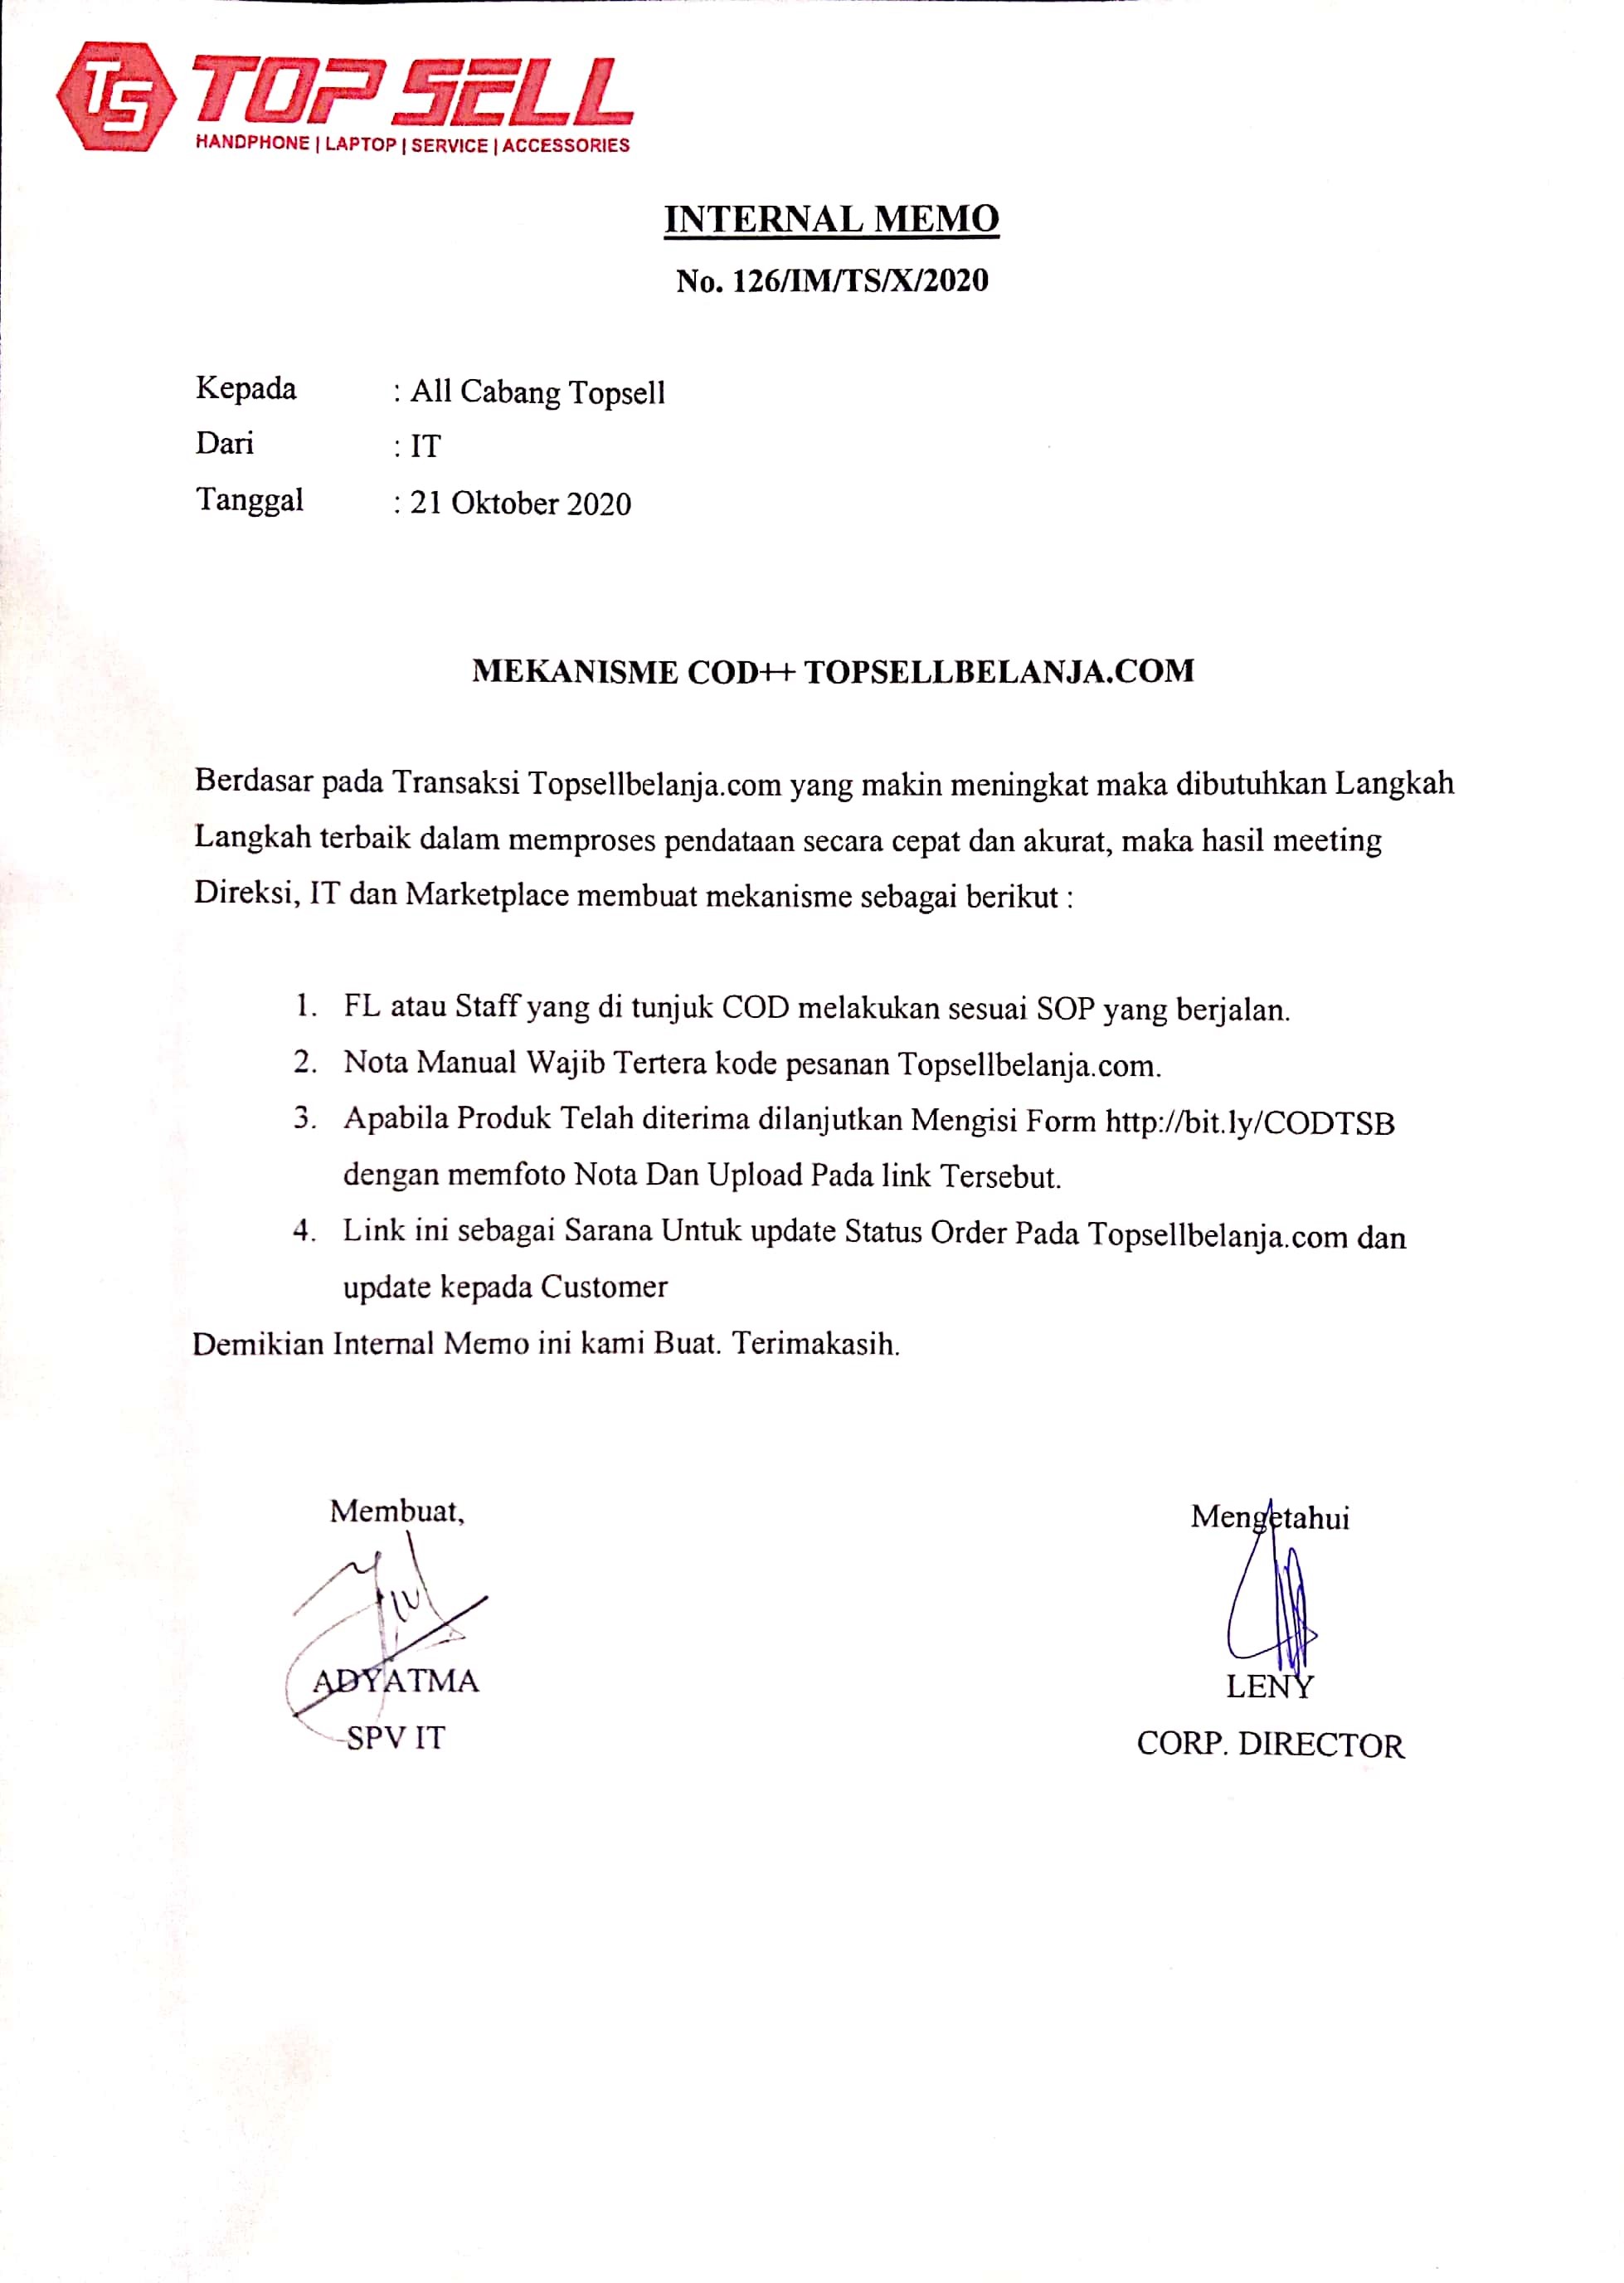 TS TOP SELL
HANDPHONE | LAPTOP | SERVICE | ACCESSORIES
INTERNAL MEMO
No. 126/IM/TS/X/2020
Kepada : All Cabang Topsell
Dari : IT
Tanggal : 21 Oktober 2020
MEKANISME COD++ TOPSELLBELANJA.COM
Berdasar pada Transaksi Topsellbelanja.com yang makin meningkat maka dibutuhkan Langkah
Langkah terbaik dalam memproses pendataan secara cepat dan akurat, maka hasil meeting
Direksi, IT dan Marketplace membuat mekanisme sebagai berikut :
1. FL atau Staff yang di tunjuk COD melakukan sesuai SOP yang berjalan.
2. Nota Manual Wajib Tertera kode pesanan Topsellbelanja.com.
3. Apabila Produk Telah diterima dilanjutkan Mengisi Form http://bit.ly/CODTSB
dengan memfoto Nota Dan Upload Pada link Tersebut.
4. Link ini sebagai Sarana Untuk update Status Order Pada Topsellbelanja.com dan
update kepada Customer
Demikian Internal Memo ini kami Buat. Terimakasih.
Membuat, Mengetahui
ADYATMA LENY
SPV IT CORP. DIRECTOR